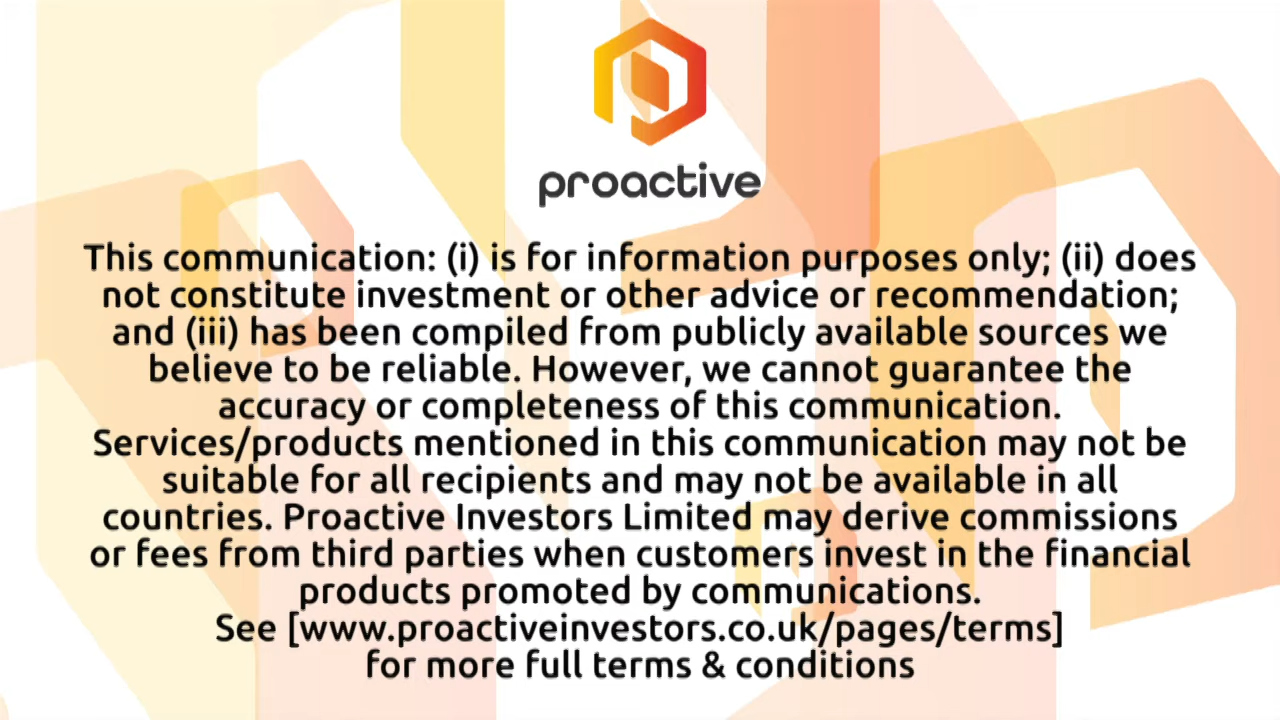 proactive
This communication: (i) is for information purposes only; (ii) does
not constitute investment or other advice or recommendation;
and (iii) has been compiled from publicly available sources we
believe to be reliable. However, we cannot guarantee the
accuracy or completeness of this communication.
Services/products mentioned in this communication may not be
suitable for all recipients and may not be available in all
countries. Proactive Investors Limited may derive commissions
or fees from third parties when customers invest in the financial
products promoted by communications.
See [www.proactiveinvestors.co.uk/pages/terms]
for more full terms & conditions